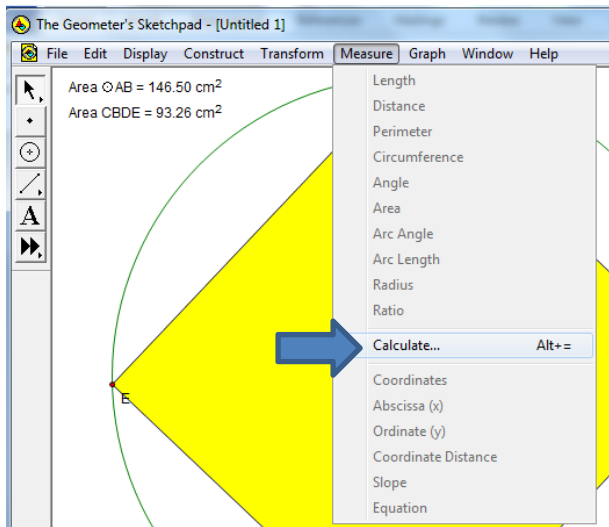 The Geometer's Sketchpad - [Untitled 1]
File Edit Display Construct Transform Measure Graph Window Help
Area ⊙AB = 146.50 cm²
Area CBDE = 93.26 cm²
A
E
Length
Distance
Perimeter
Circumference
Angle
Area
Arc Angle
Arc Length
Radius
Ratio
Calculate... Alt+=
Coordinates
Abscissa (x)
Ordinate (y)
Coordinate Distance
Slope
Equation